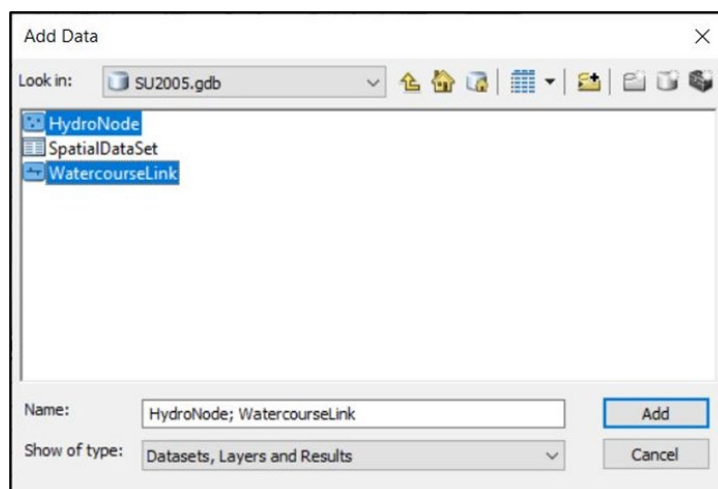 Add Data
Look in: SU2005.gdb
HydroNode
SpatialDataSet
WatercourseLink
Name: HydroNode; WatercourseLink Add
Show of type: Datasets, Layers and Results Cancel